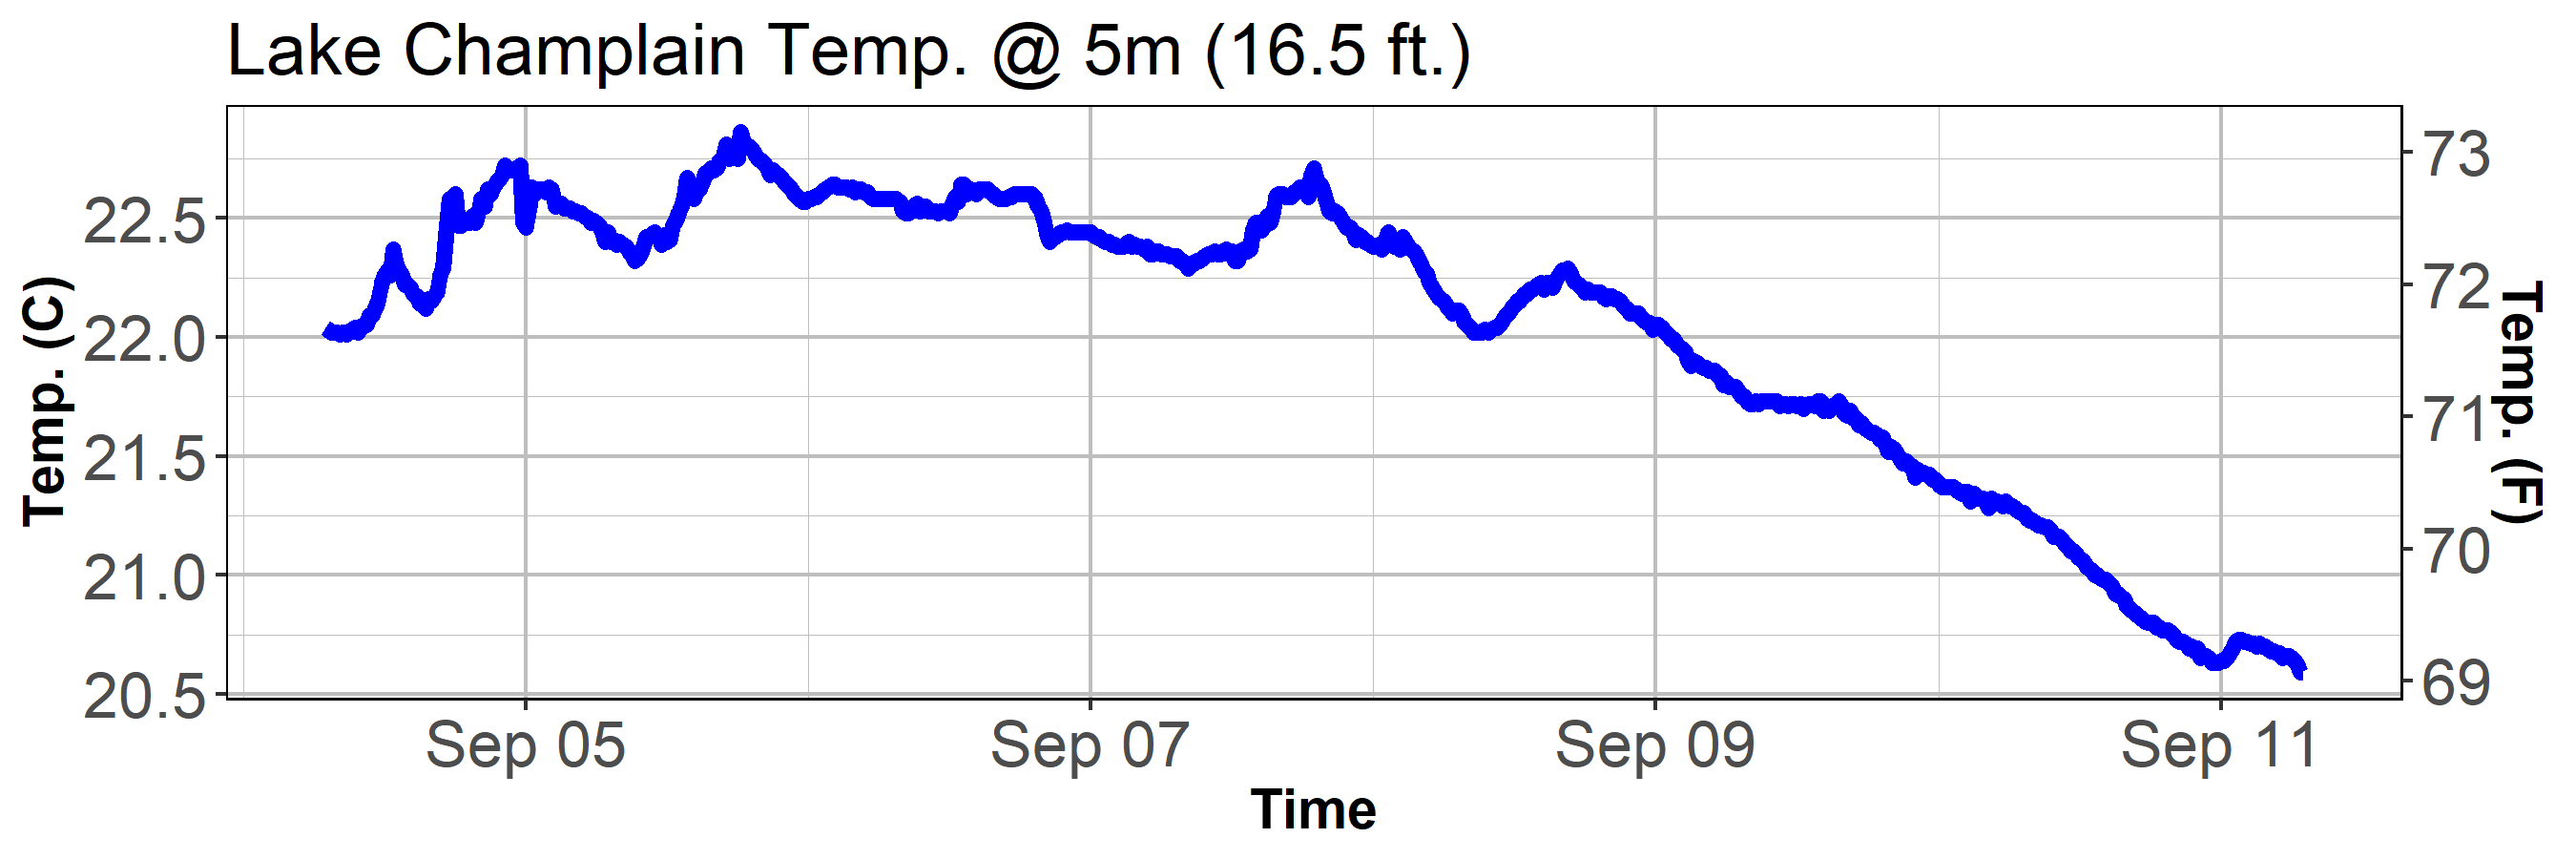 Lake Champlain Temp. @ 5m (16.5 ft.)
Temp. (C)
22.5
22.0
21.5
21.0
20.5
73
72
71
70
69
Temp. (F)
Sep 05 Sep 07 Sep 09 Sep 11
Time